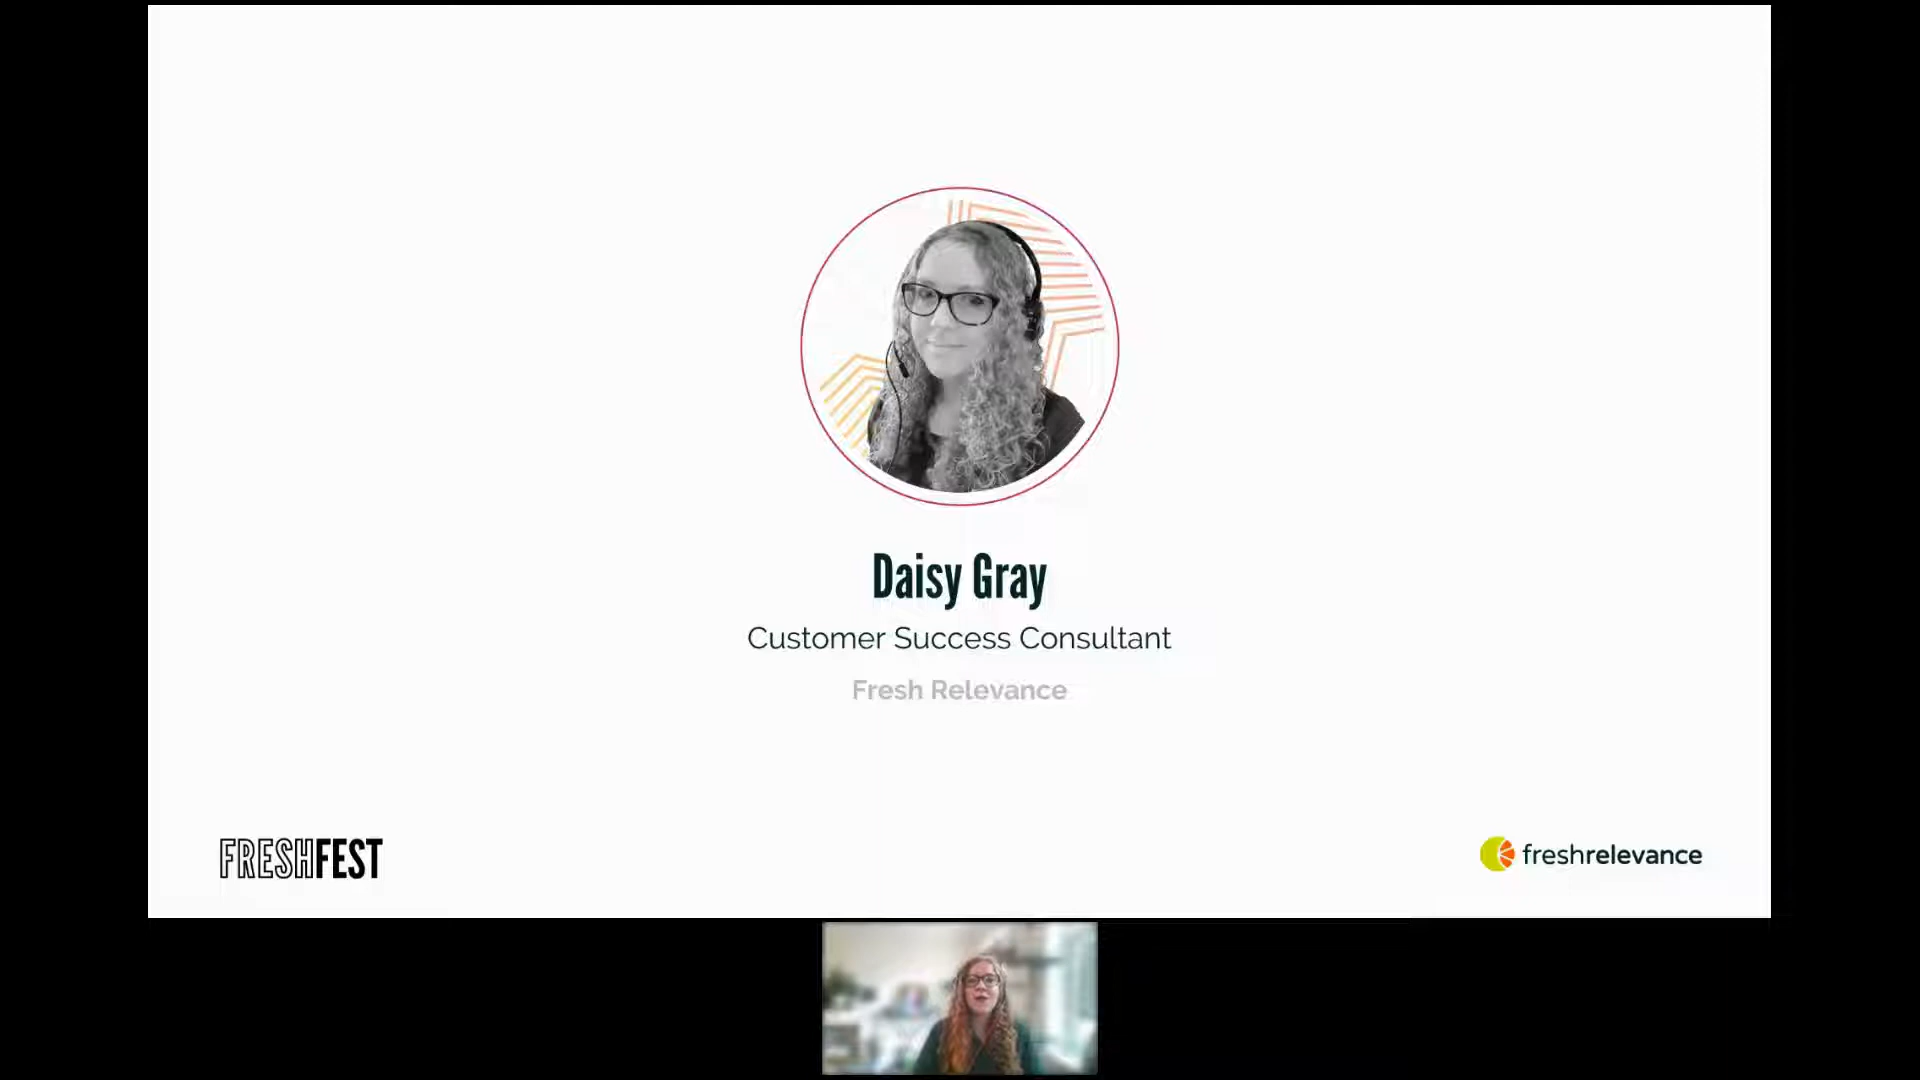 Daisy Gray
Customer Success Consultant
Fresh Relevance
FRESHFEST
freshrelevance